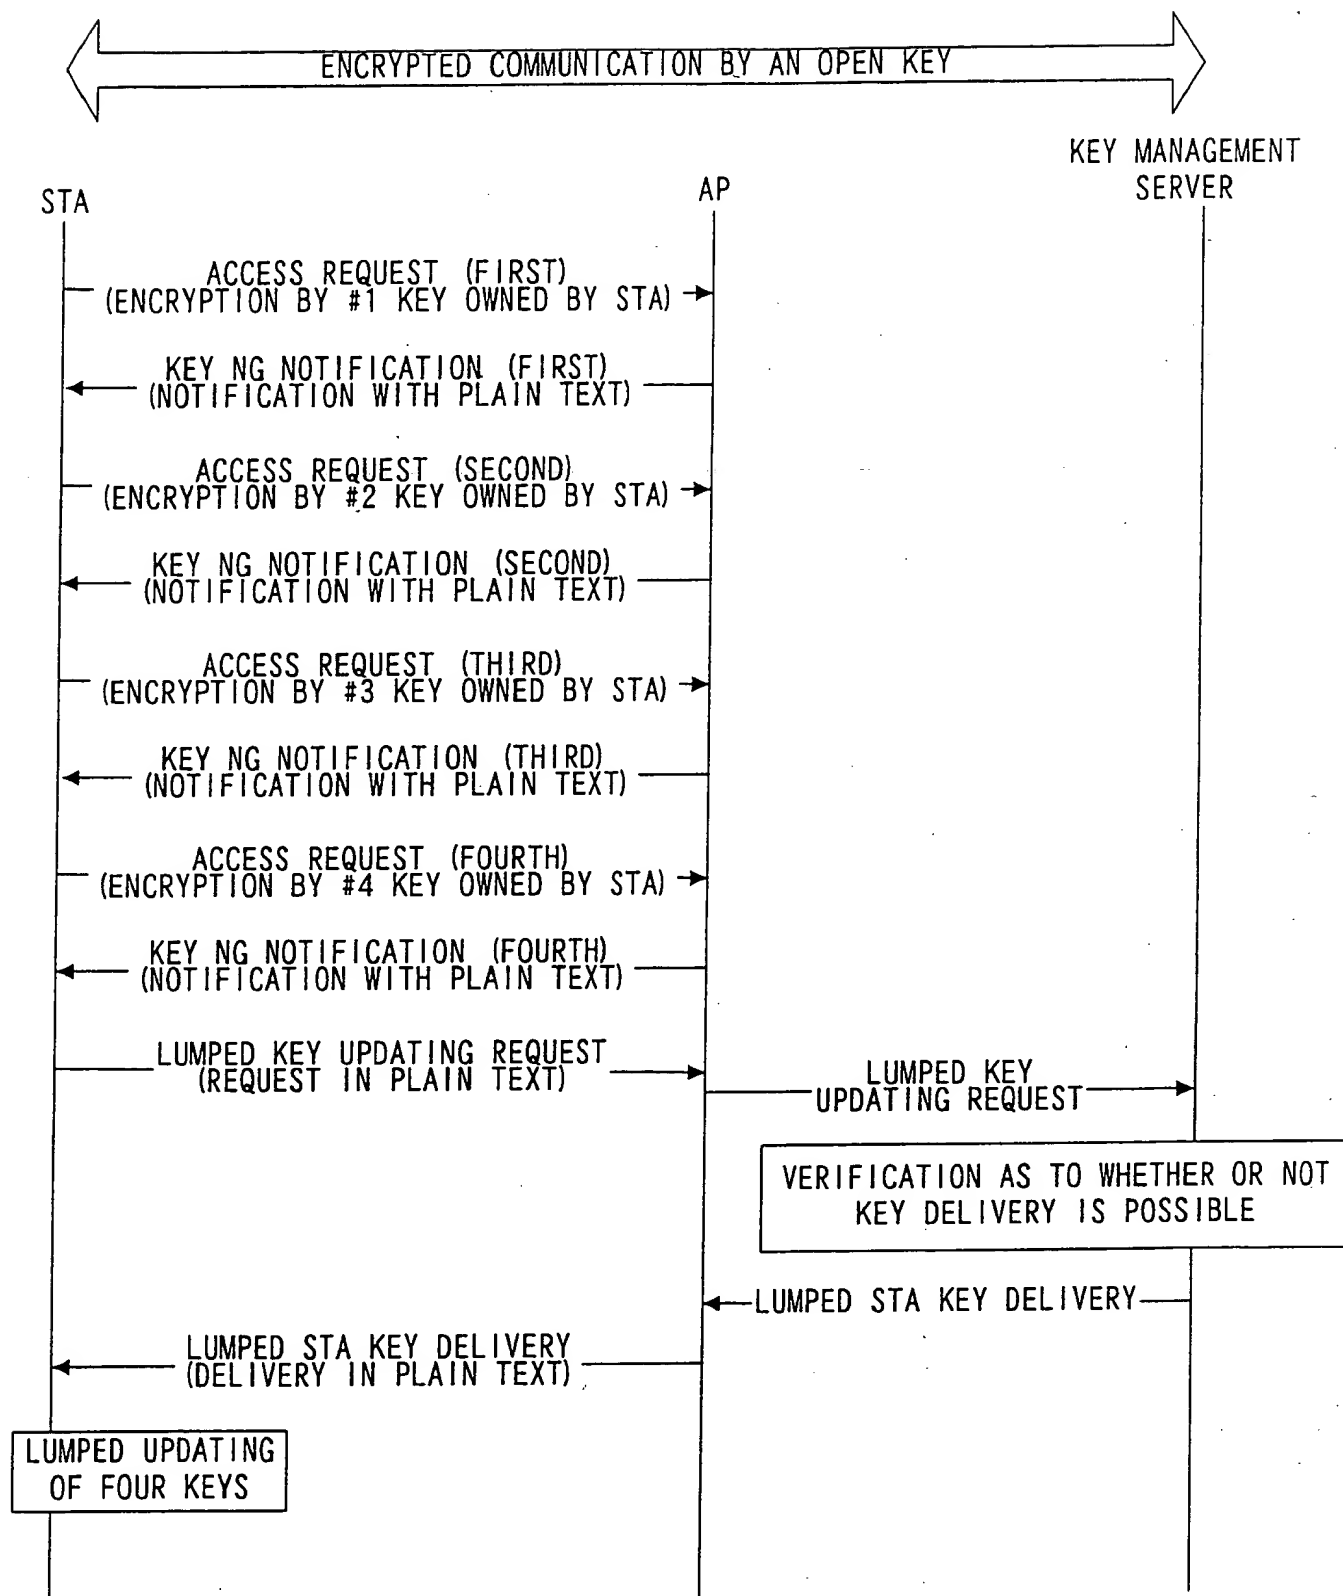 ENCRYPTED COMMUNICATION BY AN OPEN KEY
KEY MANAGEMENT
SERVER
STA
AP
ACCESS REQUEST (FIRST)
(ENCRYPTION BY #1 KEY OWNED BY STA)
KEY NG NOTIFICATION (FIRST)
(NOTIFICATION WITH PLAIN TEXT)
ACCESS REQUEST (SECOND)
(ENCRYPTION BY #2 KEY OWNED BY STA)
KEY NG NOTIFICATION (SECOND)
(NOTIFICATION WITH PLAIN TEXT)
ACCESS REQUEST (THIRD)
(ENCRYPTION BY #3 KEY OWNED BY STA)
KEY NG NOTIFICATION (THIRD)
(NOTIFICATION WITH PLAIN TEXT)
ACCESS REQUEST (FOURTH)
(ENCRYPTION BY #4 KEY OWNED BY STA)
KEY NG NOTIFICATION (FOURTH)
(NOTIFICATION WITH PLAIN TEXT)
LUMPED KEY UPDATING REQUEST
(REQUEST IN PLAIN TEXT)
LUMPED KEY
UPDATING REQUEST
VERIFICATION AS TO WHETHER OR NOT
KEY DELIVERY IS POSSIBLE
LUMPED STA KEY DELIVERY
LUMPED STA KEY DELIVERY
(DELIVERY IN PLAIN TEXT)
LUMPED UPDATING
OF FOUR KEYS